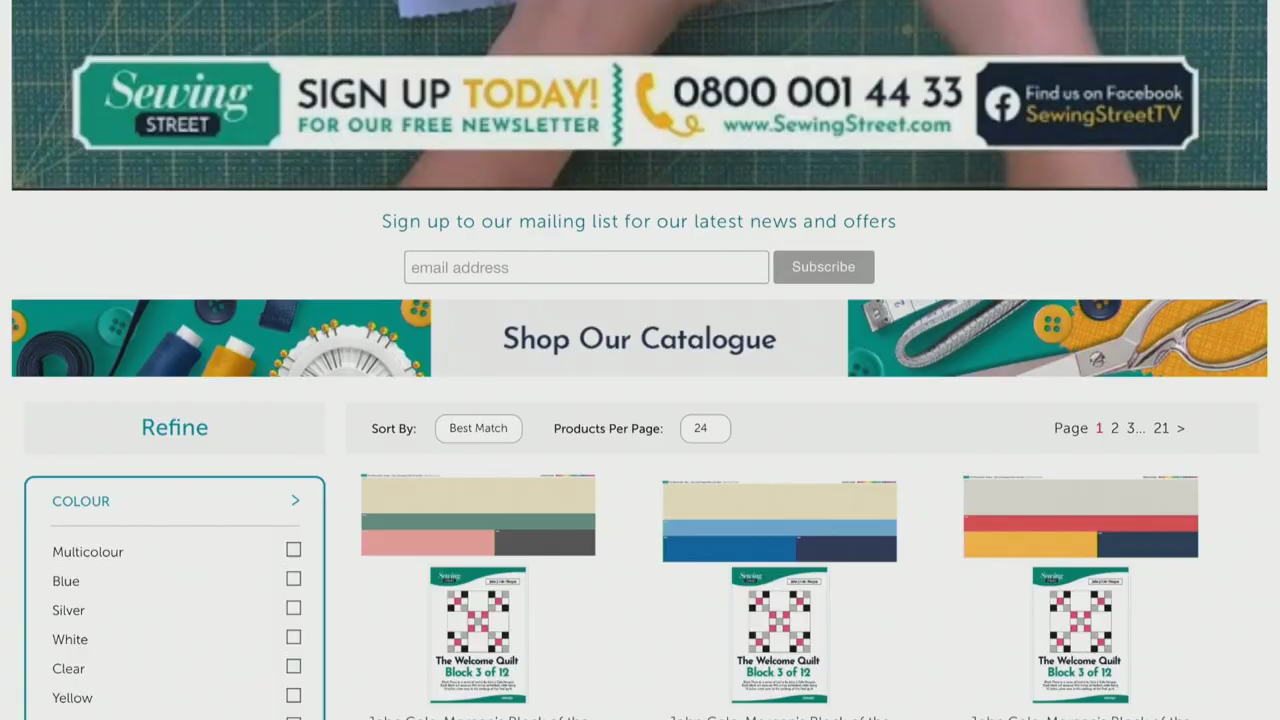 Sewing
STREET
SIGN UP TODAY!
FOR OUR FREE NEWSLETTER
0800 001 44 33
www.SewingStreet.com
Find us on Facebook
SewingStreetTV
Sign up to our mailing list for our latest news and offers
email address
Subscribe
Shop Our Catalogue
Refine
Sort By:
Best Match
Products Per Page:
24
Page 1 2 3... 21 >
COLOUR >
Multicolour
Blue
Silver
White
Clear
Yellow
Sewing
The Welcome Quilt
Block 3 of 12
Sewing
The Welcome Quilt
Block 3 of 12
Sewing
The Welcome Quilt
Block 3 of 12